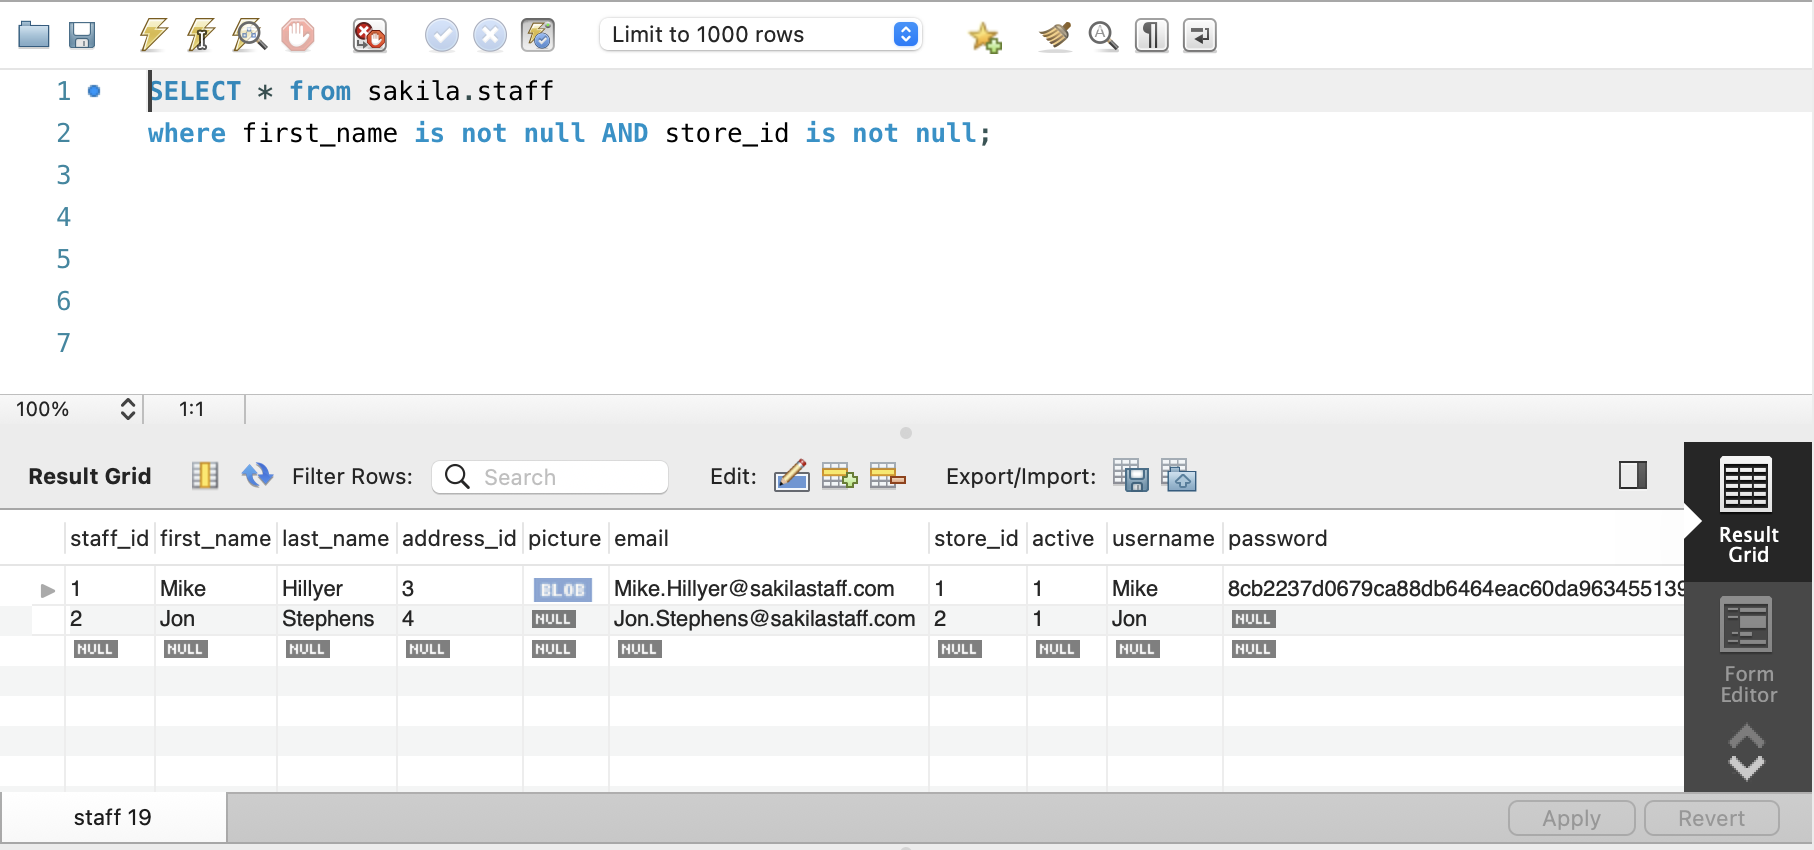 Limit to 1000 rows
1 SELECT * from sakila.staff
2 where first_name is not null AND store_id is not null;
3
4
5
6
7
100% 1:1
Result Grid Filter Rows: Search Edit: Export/Import:
staff_id first_name last_name address_id picture email store_id active username password
1 Mike Hillyer 3 BLOB Mike.Hillyer@sakilastaff.com 1 1 Mike 8cb2237d0679ca88db6464eac60da963455139
2 Jon Stephens 4 NULL Jon.Stephens@sakilastaff.com 2 1 Jon NULL
NULL NULL NULL NULL NULL NULL NULL NULL NULL NULL
Result
Grid
Form
Editor
staff 19 Apply Revert